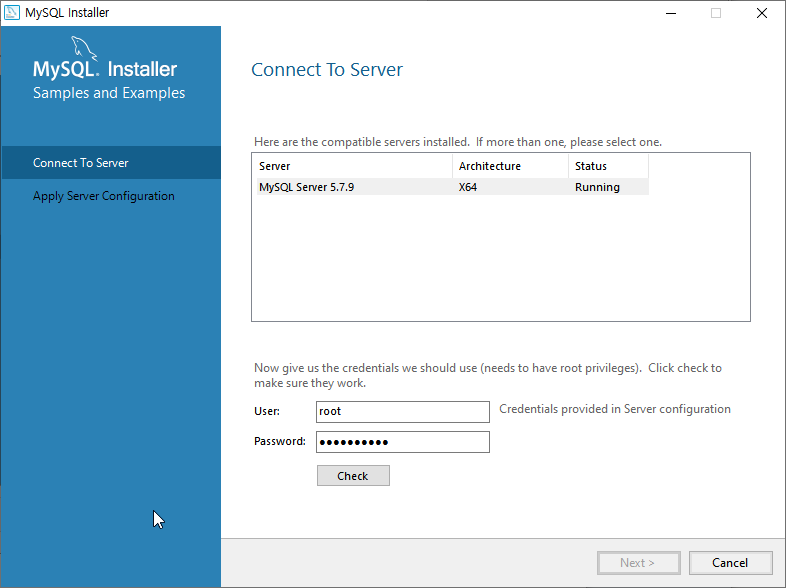 MySQL Installer
MySQL. Installer
Samples and Examples
Connect To Server
Apply Server Configuration
Connect To Server
Here are the compatible servers installed.  If more than one, please select one.
Server Architecture Status
MySQL Server 5.7.9 X64 Running
Now give us the credentials we should use (needs to have root privileges).  Click check to
make sure they work.
User: root Credentials provided in Server configuration
Password: ●●●●●●●●●●
Check
Next > Cancel